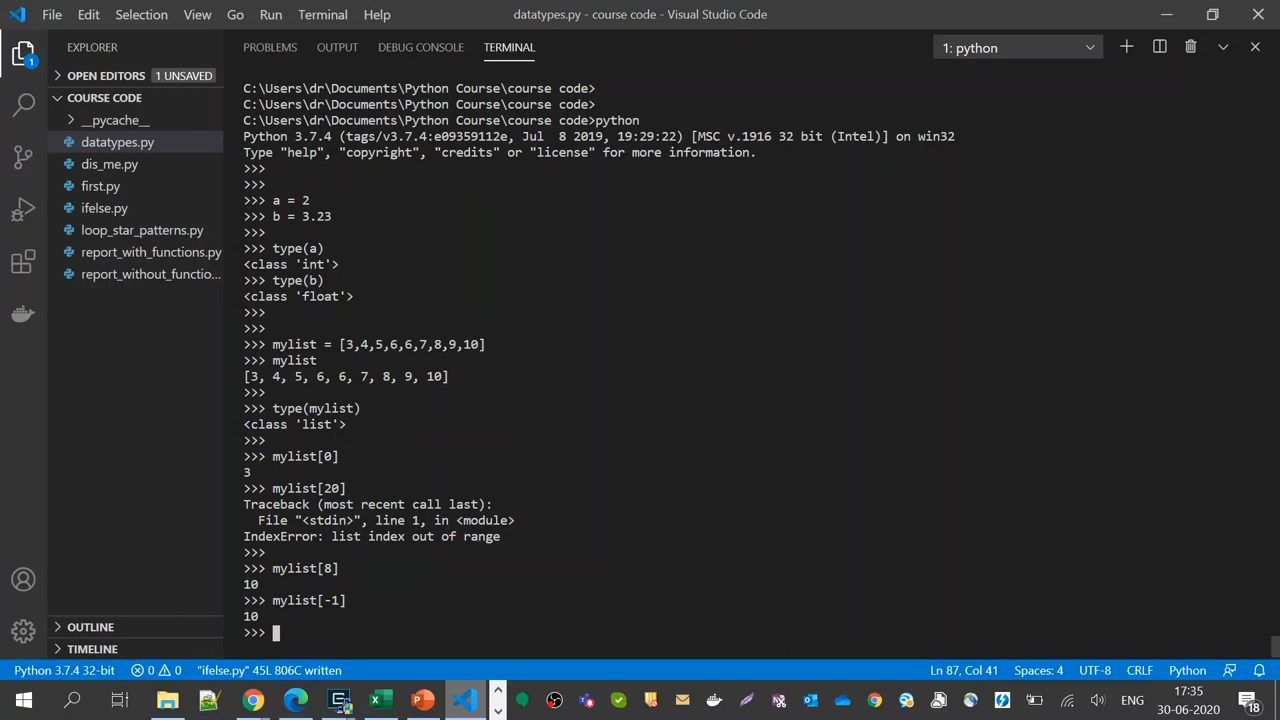 File Edit Selection View Go Run Terminal Help datatypes.py - course code - Visual Studio Code
EXPLORER
OPEN EDITORS 1 UNSAVED
COURSE CODE
__pycache__
datatypes.py
dis_me.py
first.py
ifelse.py
loop_star_patterns.py
report_with_functions.py
report_without_functio...
OUTLINE
TIMELINE
1
PROBLEMS OUTPUT DEBUG CONSOLE TERMINAL 1: python
C:\Users\dr\Documents\Python Course\course code>
C:\Users\dr\Documents\Python Course\course code>
C:\Users\dr\Documents\Python Course\course code>python
Python 3.7.4 (tags/v3.7.4:e09359112e, Jul  8 2019, 19:29:22) [MSC v.1916 32 bit (Intel)] on win32
Type "help", "copyright", "credits" or "license" for more information.
>>>
>>>
>>> a = 2
>>> b = 3.23
>>>
>>> type(a)
<class 'int'>
>>> type(b)
<class 'float'>
>>>
>>>
>>> mylist = [3,4,5,6,6,7,8,9,10]
>>> mylist
[3, 4, 5, 6, 6, 7, 8, 9, 10]
>>>
>>> type(mylist)
<class 'list'>
>>>
>>> mylist[0]
3
>>> mylist[20]
Traceback (most recent call last):
  File "<stdin>", line 1, in <module>
IndexError: list index out of range
>>>
>>> mylist[8]
10
>>> mylist[-1]
10
>>>
Python 3.7.4 32-bit 0 0 "ifelse.py" 45L 806C written Ln 87, Col 41 Spaces: 4 UTF-8 CRLF Python
ENG 17:35
30-06-2020
18